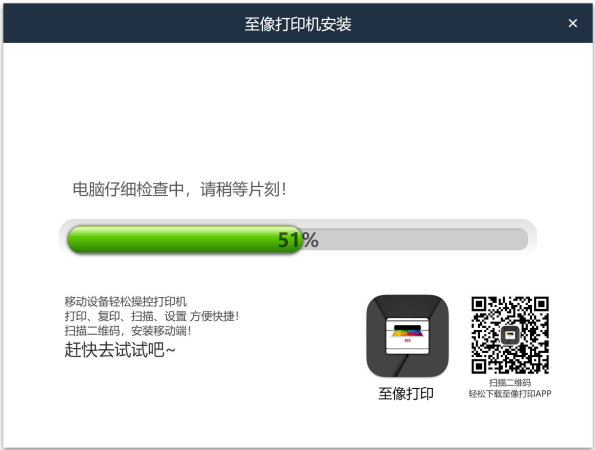 至像打印机安装
×
电脑仔细检查中，请稍等片刻！
51%
移动设备轻松操控打印机
打印、复印、扫描、设置 方便快捷！
扫描二维码，安装移动端！
赶快去试试吧~
至像打印
扫描二维码
轻松下载至像打印APP